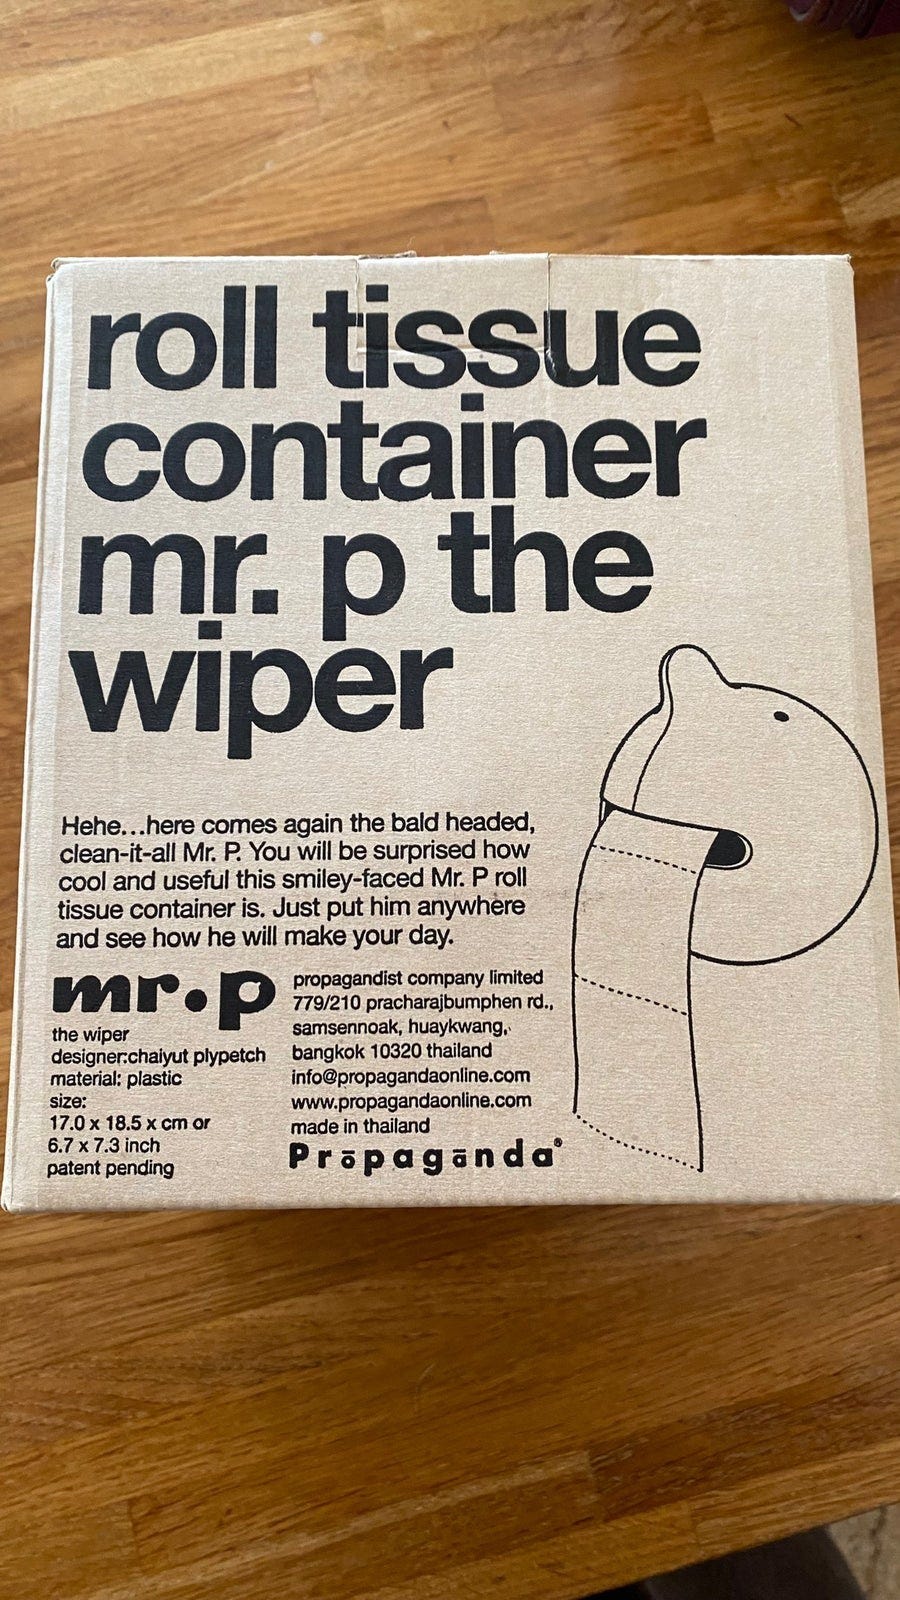 roll tissue
container
mr. p the
wiper
Hehe...here comes again the bald headed,
clean-it-all Mr. P. You will be surprised how
cool and useful this smiley-faced Mr. P roll
tissue container is. Just put him anywhere
and see how he will make your day.
mr.p
the wiper
designer:chaiyut plypetch
material: plastic
size:
17.0 x 18.5 x cm or
6.7 x 7.3 inch
patent pending
propagandist company limited
779/210 pracharajbumphen rd.,
samsennoak, huaykwang,
bangkok 10320 thailand
info@propagandaonline.com
www.propagandaonline.com
made in thailand
Prōpagānda®